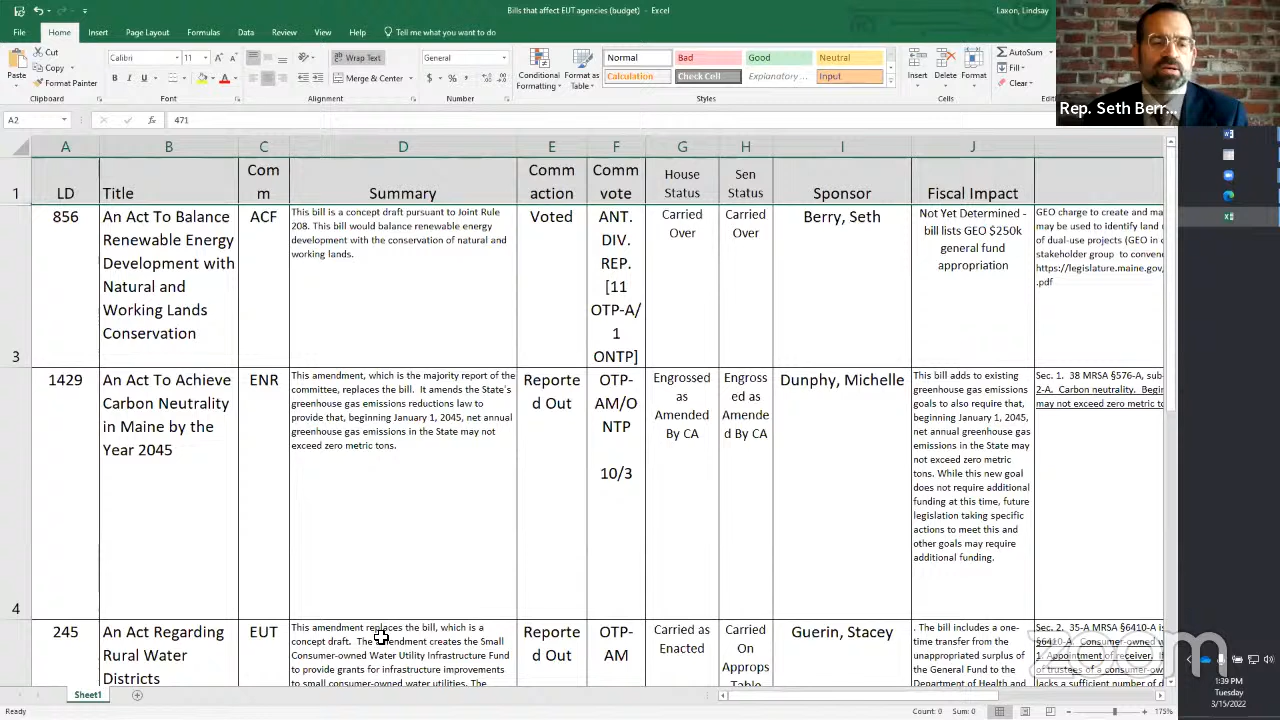 Bills that affect EUT agencies (budget) - Excel
Laxon, Lindsay
File Home Insert Page Layout Formulas Data Review View Help Tell me what you want to do
Cut
Copy
Format Painter
Paste
Clipboard
Calibri 11
B I U
Font
Wrap Text
Merge & Center
Alignment
General
$ % ,
Number
Conditional Formatting
Format as Table
Normal Bad Good Neutral
Calculation Check Cell Explanatory ... Input
Styles
Insert Delete Format
Cells
AutoSum
Fill
Clear
Rep. Seth Berr...
A2
471
A B C D E F G H I J
1
LD
Title
Com
m
Summary
Comm
action
Comm
vote
House
Status
Sen
Status
Sponsor
Fiscal Impact
3
856
An Act To Balance
Renewable Energy
Development with
Natural and
Working Lands
Conservation
ACF
This bill is a concept draft pursuant to Joint Rule
208. This bill would balance renewable energy
development with the conservation of natural and
working lands.
Voted
ANT.
DIV.
REP.
[11
OTP-A/
1
ONTP]
Carried
Over
Carried
Over
Berry, Seth
Not Yet Determined -
bill lists GEO $250k
general fund
appropriation
GEO charge to create and ma
may be used to identify land
of dual-use projects (GEO in c
stakeholder group to conven
https://legislature.maine.gov,
.pdf
4
1429
An Act To Achieve
Carbon Neutrality
in Maine by the
Year 2045
ENR
This amendment, which is the majority report of the
committee, replaces the bill. It amends the State's
greenhouse gas emissions reductions law to
provide that, beginning January 1, 2045, net annual
greenhouse gas emissions in the State may not
exceed zero metric tons.
Reporte
d Out
OTP-
AM/O
NTP
10/3
Engrossed
as
Amended
By CA
Engross
ed as
Amende
d By CA
Dunphy, Michelle
This bill adds to existing
greenhouse gas emissions
goals to also require that,
beginning January 1, 2045,
net annual greenhouse gas
emissions in the State may
not exceed zero metric
tons. While this new goal
does not require additional
funding at this time, future
legislation taking specific
actions to meet this and
other goals may require
additional funding.
Sec. 1. 38 MRSA §576-A, sub-
2-A. Carbon neutrality. Begin
may not exceed zero metric to
245
An Act Regarding
Rural Water
Districts
EUT
This amendment replaces the bill, which is a
concept draft. The amendment creates the Small
Consumer-owned Water Utility Infrastructure Fund
to provide grants for infrastructure improvements
to small consumer-owned water utilities. The
Reporte
d Out
OTP-
AM
Carried as
Enacted
Carried
On
Approps
Table
Guerin, Stacey
. The bill includes a one-
time transfer from the
unappropriated surplus of
the General Fund to the
Department of Health and
Sec. 2. 35-A MRSA §6410-A is
§6410-A. Consumer-owned w
1. Appointment of receiver. I
of trustees of a consumer-ow
lacks a sufficient number of d
zoom
Sheet1
Ready
Count: 0 Sum: 0
175%
1:39 PM
Tuesday
3/15/2022